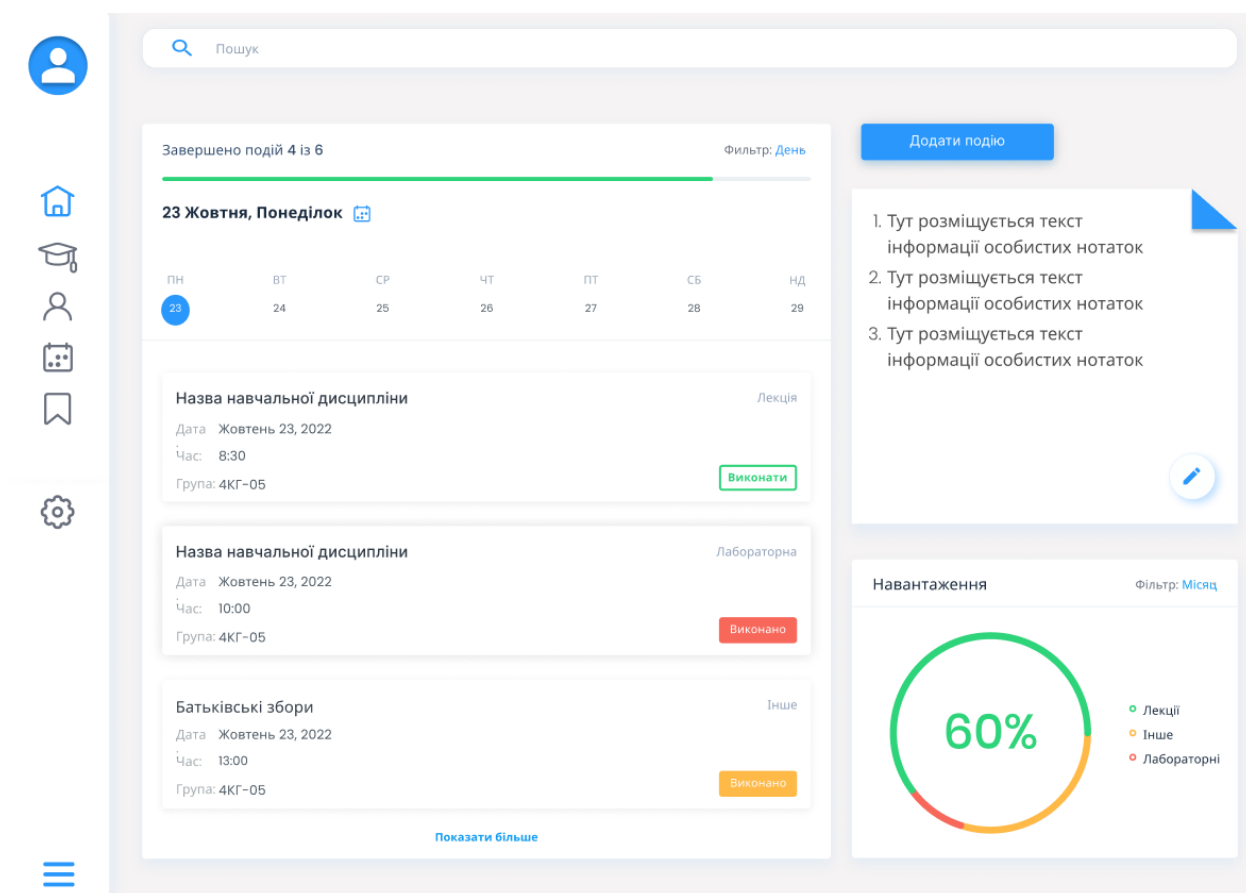 Пошук
Завершено подій 4 із 6
Фильтр: День
23 Жовтня, Понеділок
ПН ВТ СР ЧТ ПТ СБ НД
23 24 25 26 27 28 29
Назва навчальної дисципліни
Лекція
Дата Жовтень 23, 2022
:
Час: 8:30
Група: 4КГ-05
Виконати
Назва навчальної дисципліни
Лабораторна
Дата Жовтень 23, 2022
:
Час: 10:00
Група: 4КГ-05
Виконано
Батьківські збори
Інше
Дата Жовтень 23, 2022
:
Час: 13:00
Група: 4КГ-05
Виконано
Показати більше
Додати подію
1. Тут розміщується текст
інформації особистих нотаток
2. Тут розміщується текст
інформації особистих нотаток
3. Тут розміщується текст
інформації особистих нотаток
Навантаження
Фільтр: Місяц
60%
Лекції
Інше
Лабораторні